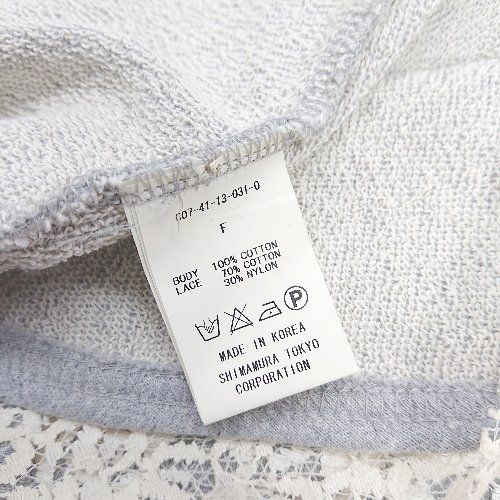 C07-41-13-031-0
F
BODY 100% COTTON
LACE 70% COTTON
30% NYLON
P
MADE IN KOREA
SHIMAMURA TOKYO
CORPORATION